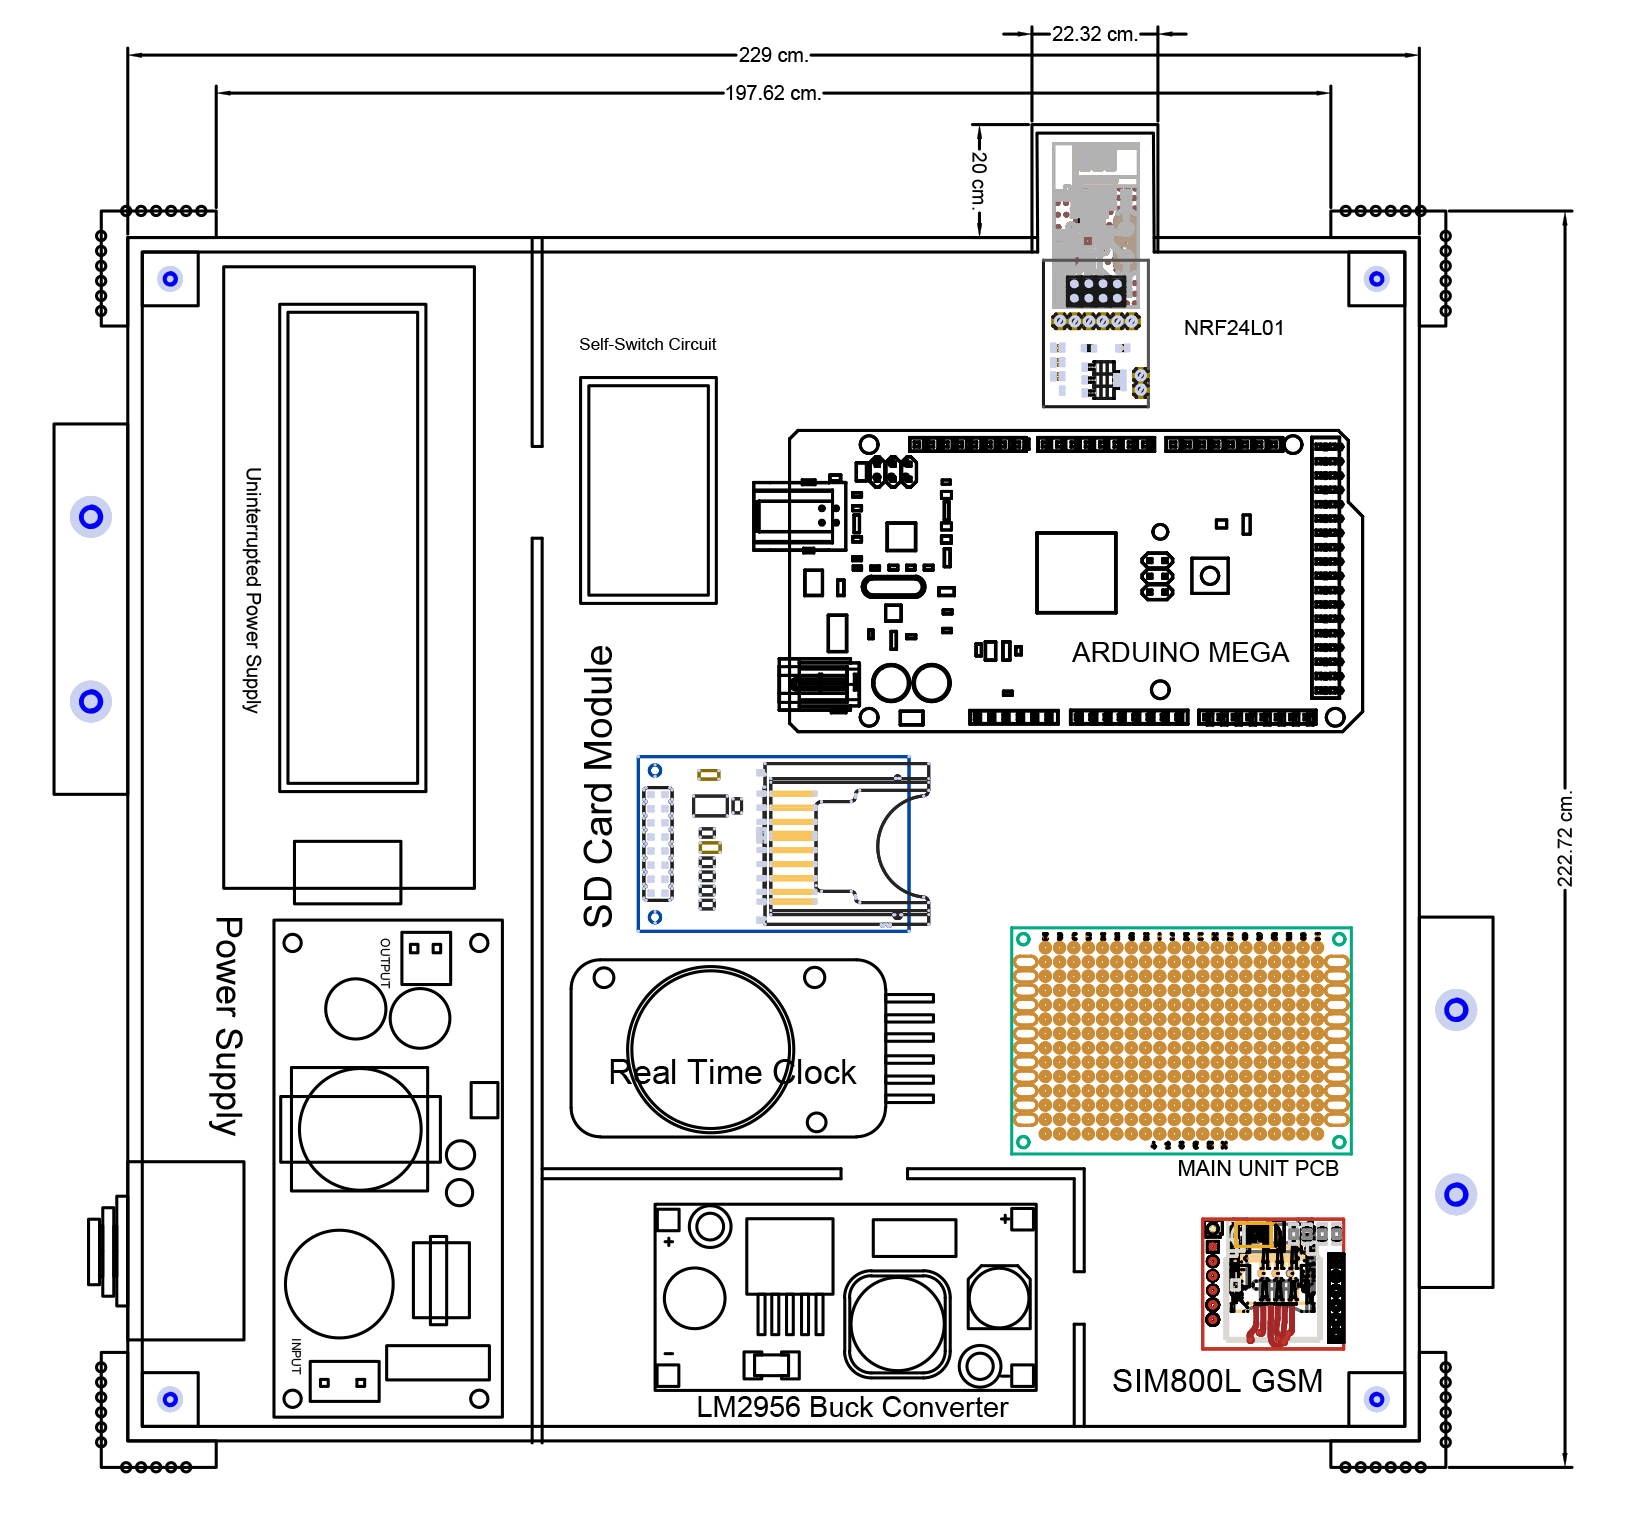 22.32 cm.
229 cm.
197.62 cm.
20 cm.
NRF24L01
Self-Switch Circuit
Uninterrupted Power Supply
ARDUINO MEGA
SD Card Module
222.72 cm.
Power Supply
OUTPUT
Real Time Clock
MAIN UNIT PCB
+
+
-
-
INPUT
SIM800L GSM
LM2956 Buck Converter